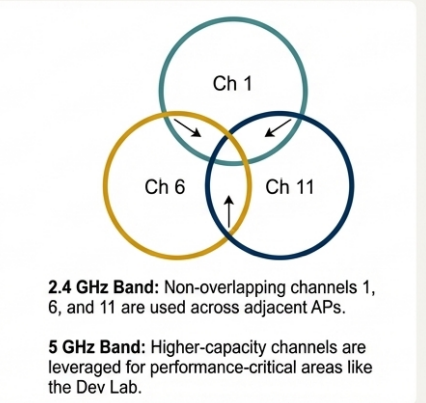 Ch 1
Ch 6
Ch 11
2.4 GHz Band: Non-overlapping channels 1,
6, and 11 are used across adjacent APs.
5 GHz Band: Higher-capacity channels are
leveraged for performance-critical areas like
the Dev Lab.